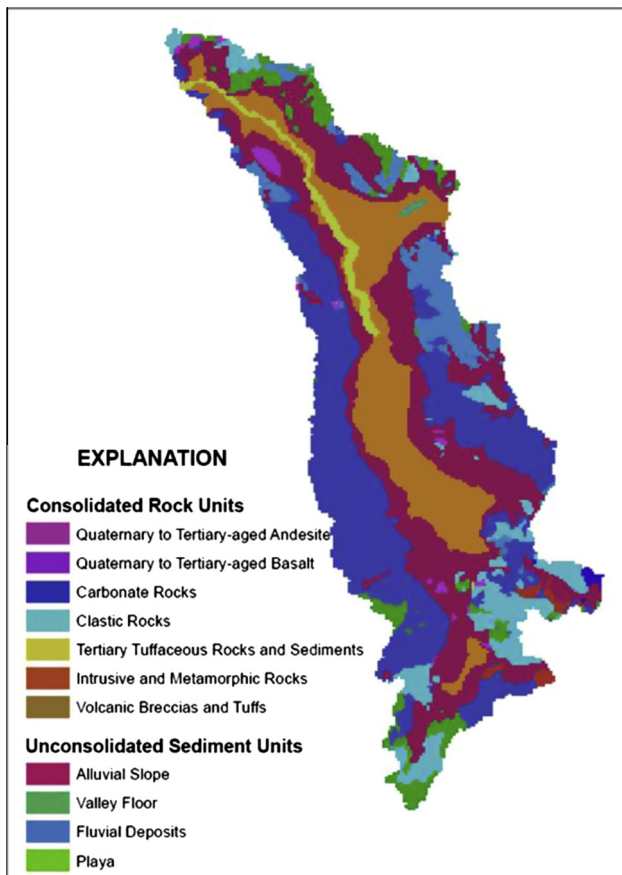 EXPLANATION
Consolidated Rock Units
Quaternary to Tertiary-aged Andesite
Quaternary to Tertiary-aged Basalt
Carbonate Rocks
Clastic Rocks
Tertiary Tuffaceous Rocks and Sediments
Intrusive and Metamorphic Rocks
Volcanic Breccias and Tuffs
Unconsolidated Sediment Units
Alluvial Slope
Valley Floor
Fluvial Deposits
Playa